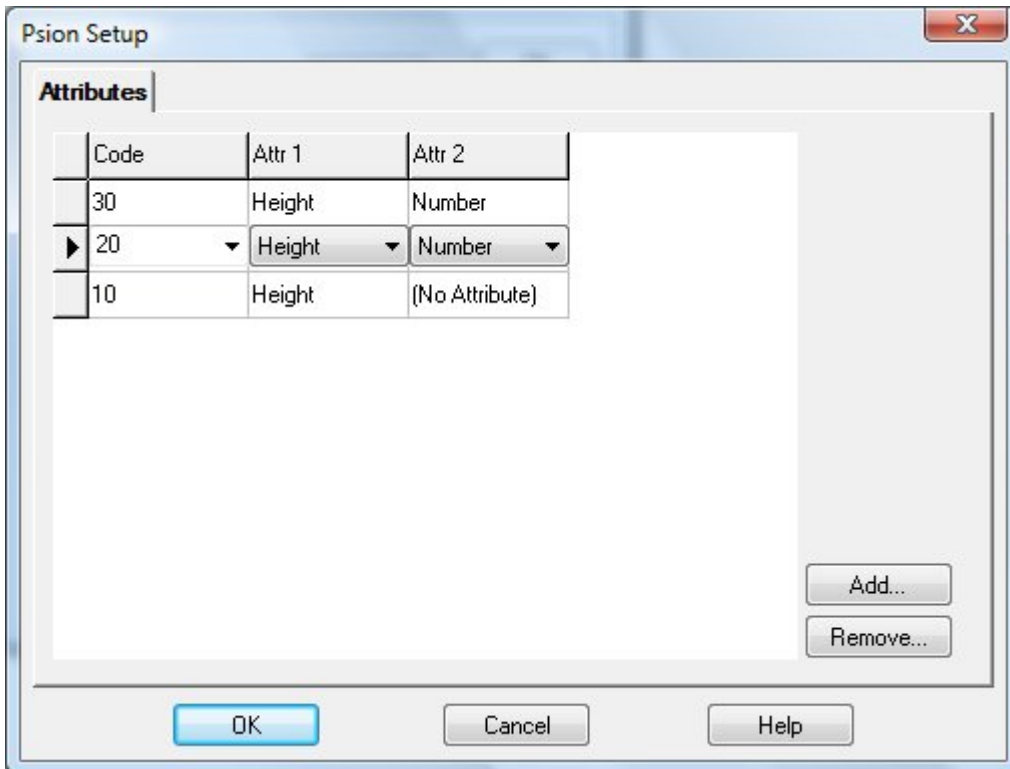 Psion Setup
Attributes
Code Attr 1 Attr 2
30 Height Number
20 Height Number
10 Height (No Attribute)
Add...
Remove...
OK Cancel Help